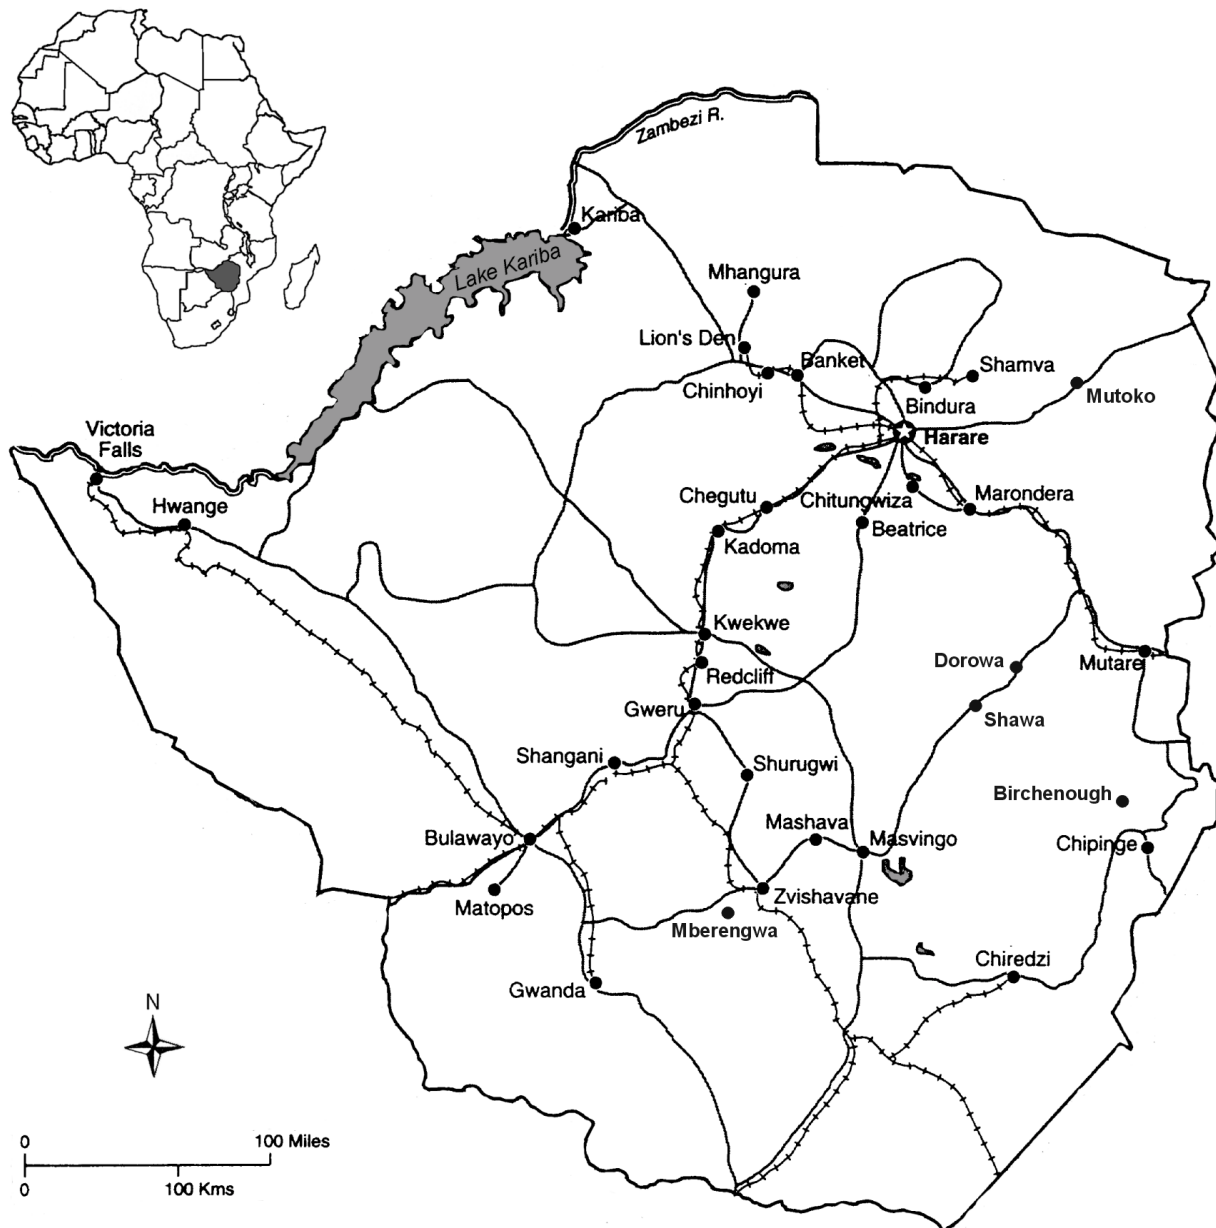 Zambezi R.
Kariba
Lake Kariba
Mhangura
Lion's Den
Banket
Shamva
Chinhoyi
Bindura
Mutoko
Harare
Victoria
Falls
Hwange
Chegutu
Chitungwiza
Marondera
Kadoma
Beatrice
Kwekwe
Redcliff
Dorowa
Mutare
Gweru
Shawa
Shangani
Shurugwi
Birchenough
Mashava
Bulawayo
Masvingo
Chipinge
Matopos
Zvishavane
Mberengwa
Chiredzi
Gwanda
N
0
100 Miles
0
100 Kms